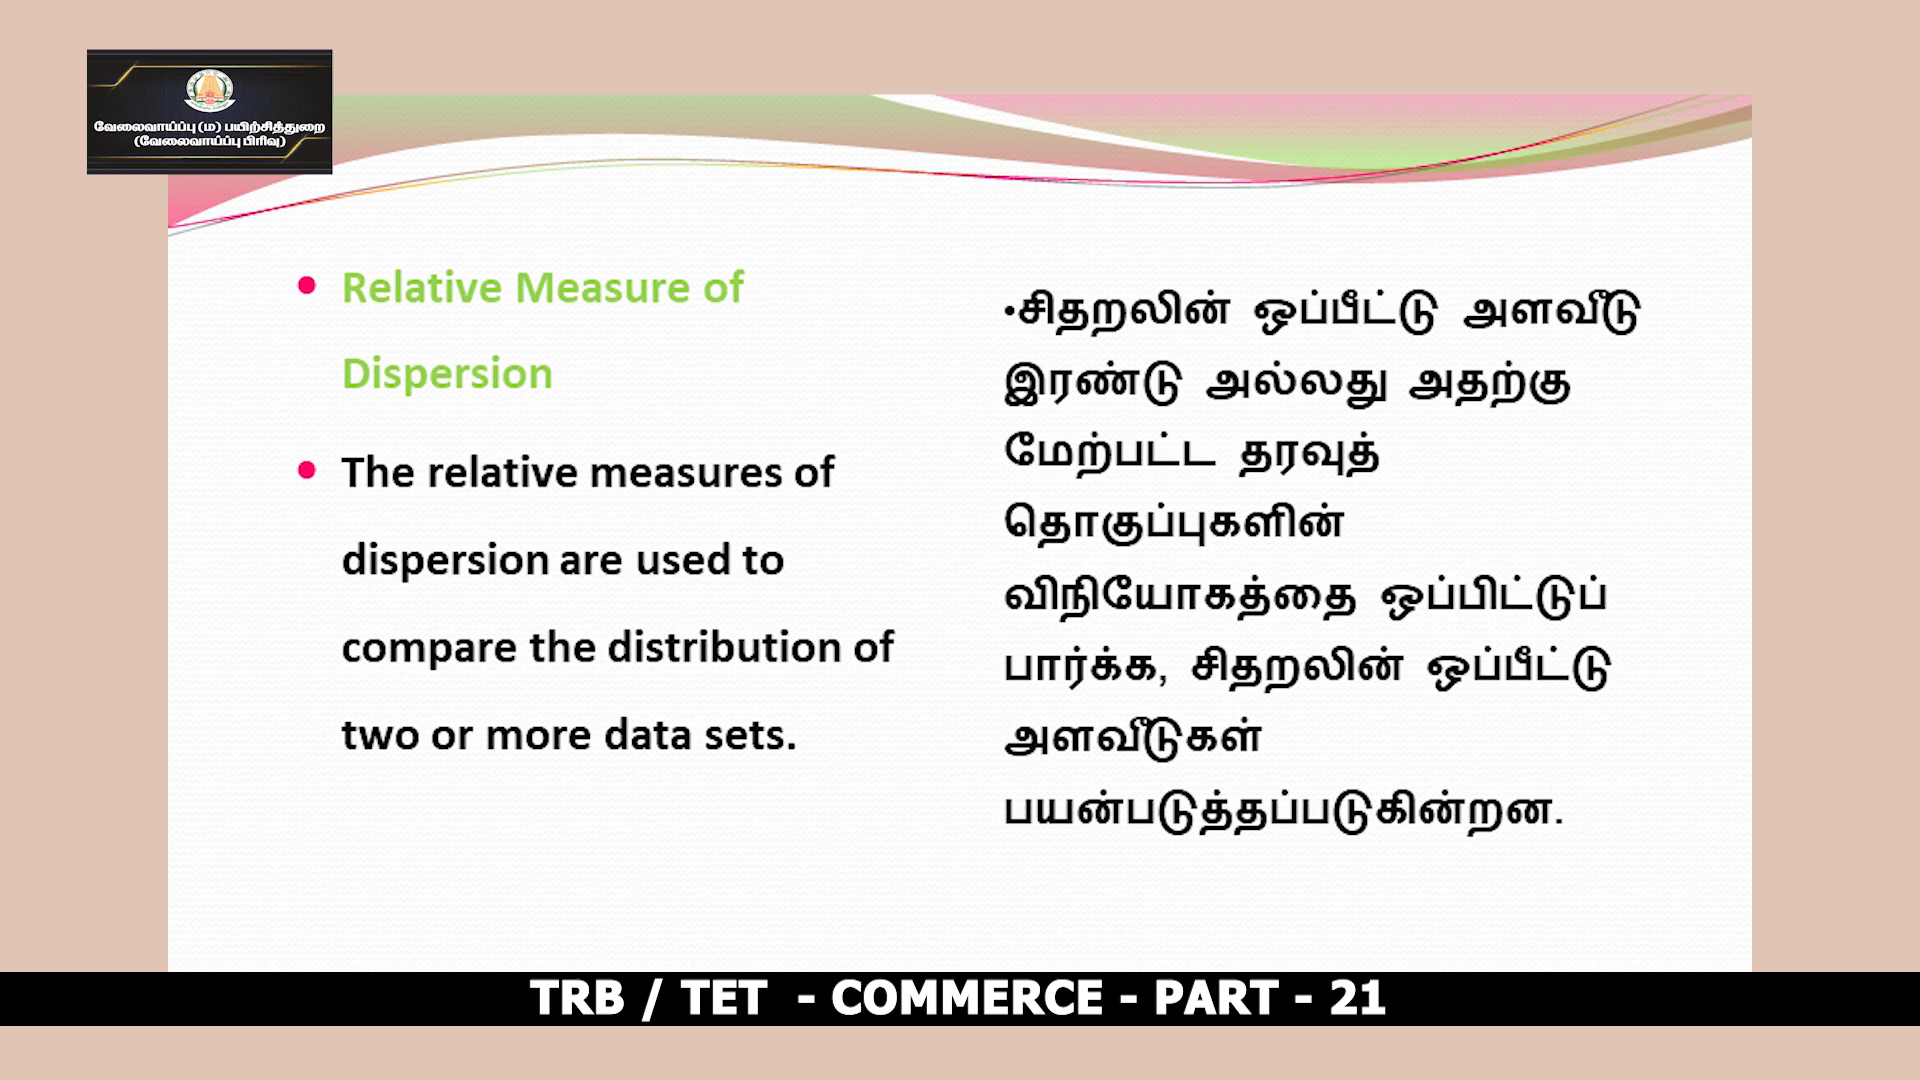 வேலைவாய்ப்பு (ம) பயிற்சித்துறை
(வேலைவாய்ப்பு பிரிவு)
• Relative Measure of
Dispersion
• The relative measures of
dispersion are used to
compare the distribution of
two or more data sets.
•சிதறலின் ஒப்பீட்டு அளவீடு
இரண்டு அல்லது அதற்கு
மேற்பட்ட தரவுத்
தொகுப்புகளின்
விநியோகத்தை ஒப்பிட்டுப்
பார்க்க, சிதறலின் ஒப்பீட்டு
அளவீடுகள்
பயன்படுத்தப்படுகின்றன.
TRB / TET - COMMERCE - PART - 21